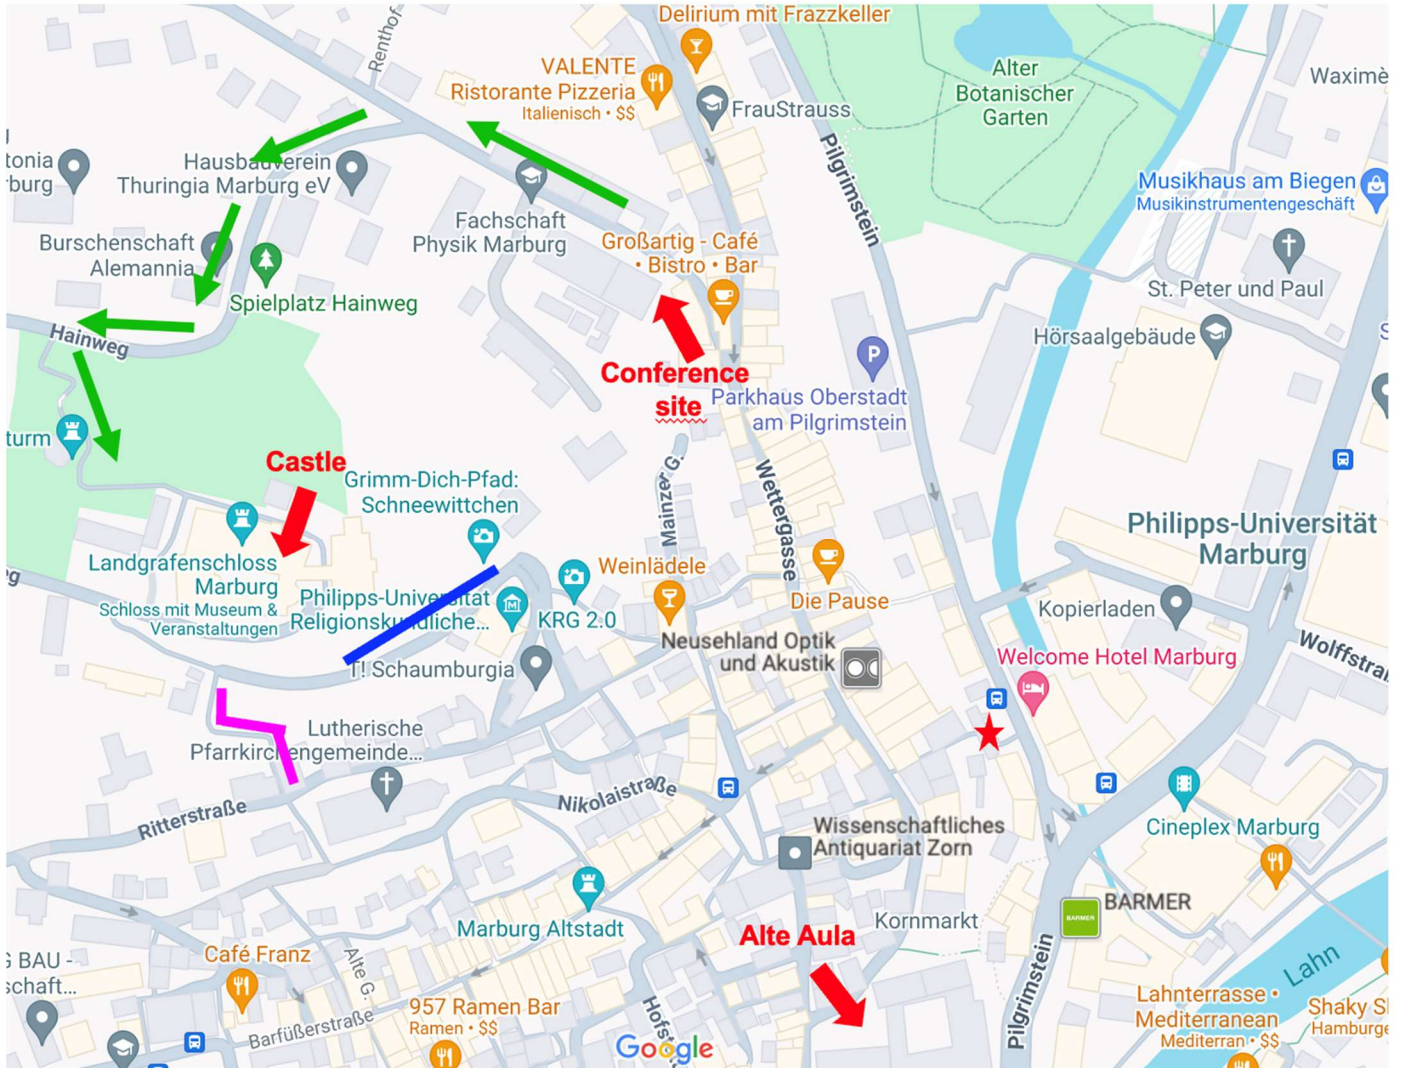 Delirium mit Frazzkeller
Renthof
VALENTE
Ristorante Pizzeria
Italienisch • $$
FrauStrauss
Alter
Botanischer
Garten
Waximè
Pilgrimstein
tonia
rburg
Hausbauverein
Thuringia Marburg eV
Fachschaft
Physik Marburg
Musikhaus am Biegen
Musikinstrumentengeschäft
Burschenschaft
Alemannia
Großartig - Café
• Bistro • Bar
Spielplatz Hainweg
St. Peter und Paul
Hainweg
Hörsaalgebäude
S
Conference
site
Parkhaus Oberstadt
am Pilgrimstein
turm
Castle
Grimm-Dich-Pfad:
Schneewittchen
Mainzer G.
Wettergasse
Philipps-Universität
Marburg
Landgrafenschloss
Marburg
Schloss mit Museum &
Veranstaltungen
eg
Philipps-Universität
Religionskundliche...
KRG 2.0
Weinlädele
Die Pause
Kopierladen
Neusehland Optik
und Akustik
Welcome Hotel Marburg
Wolffstraß
T! Schaumburgia
Lutherische
Pfarrkirchengemeinde...
Ritterstraße
Nikolaistraße
Wissenschaftliches
Antiquariat Zorn
Cineplex Marburg
Marburg Altstadt
Alte Aula
Kornmarkt
BARMER
BARMER
Pilgrimstein
Lahn
G BAU -
schaft...
Café Franz
Alte G.
Barfüßerstraße
957 Ramen Bar
Ramen • $$
Hofst
Google
Lahnterrasse •
Mediterranean
Mediterran • $$
Shaky S
Hamburge